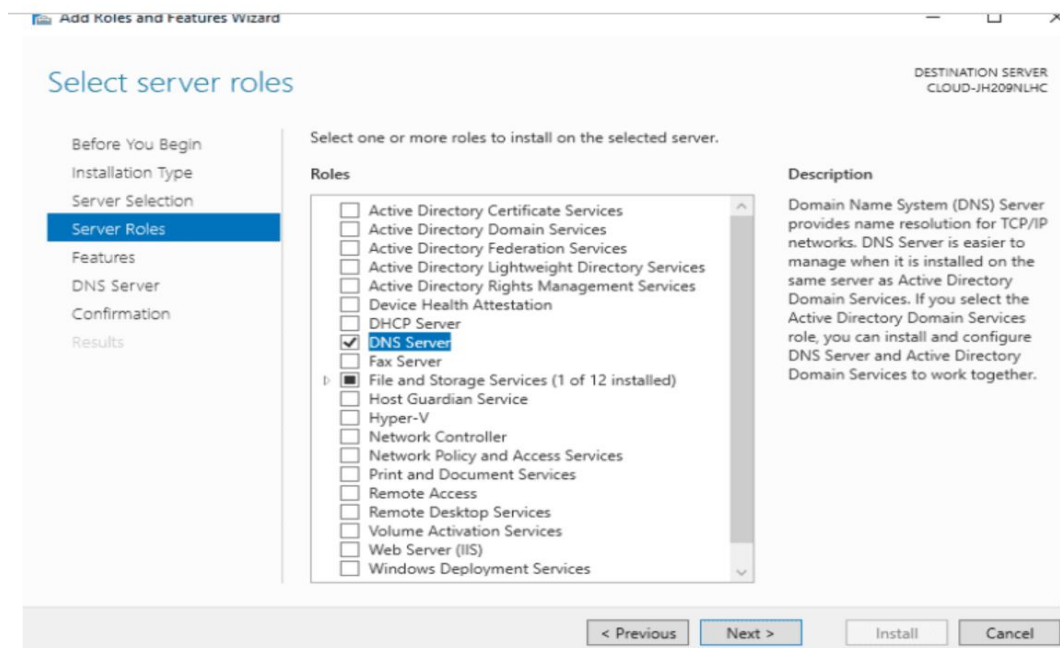 Add Roles and Features Wizard
Select server roles
DESTINATION SERVER
CLOUD-JH209NLHC
Before You Begin
Installation Type
Server Selection
Server Roles
Features
DNS Server
Confirmation
Results
Select one or more roles to install on the selected server.
Roles
Active Directory Certificate Services
Active Directory Domain Services
Active Directory Federation Services
Active Directory Lightweight Directory Services
Active Directory Rights Management Services
Device Health Attestation
DHCP Server
DNS Server
Fax Server
File and Storage Services (1 of 12 installed)
Host Guardian Service
Hyper-V
Network Controller
Network Policy and Access Services
Print and Document Services
Remote Access
Remote Desktop Services
Volume Activation Services
Web Server (IIS)
Windows Deployment Services
Description
Domain Name System (DNS) Server
provides name resolution for TCP/IP
networks. DNS Server is easier to
manage when it is installed on the
same server as Active Directory
Domain Services. If you select the
Active Directory Domain Services
role, you can install and configure
DNS Server and Active Directory
Domain Services to work together.
< Previous
Next >
Install
Cancel